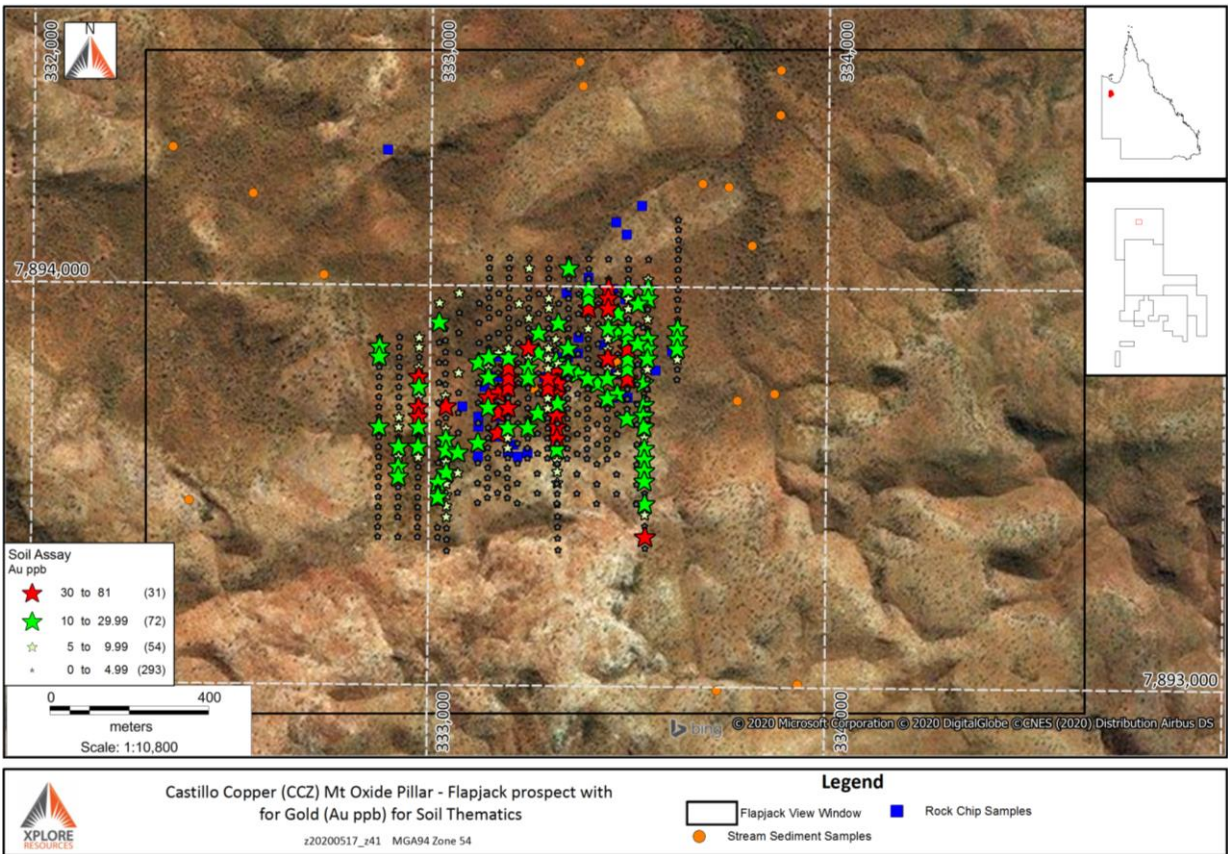 N
332,000
333,000
334,000
7,894,000
7,893,000
333,000
334,000
Soil Assay
Au ppb
30 to 81 (31)
10 to 29.99 (72)
5 to 9.99 (54)
0 to 4.99 (293)
0 400
meters
Scale: 1:10,800
bing
© 2020 Microsoft Corporation © 2020 DigitalGlobe ©CNES (2020) Distribution Airbus DS
XPLORE
RESOURCES
Castillo Copper (CCZ) Mt Oxide Pillar - Flapjack prospect with
for Gold (Au ppb) for Soil Thematics
z20200517_z41 MGA94 Zone 54
Legend
Flapjack View Window
Rock Chip Samples
Stream Sediment Samples